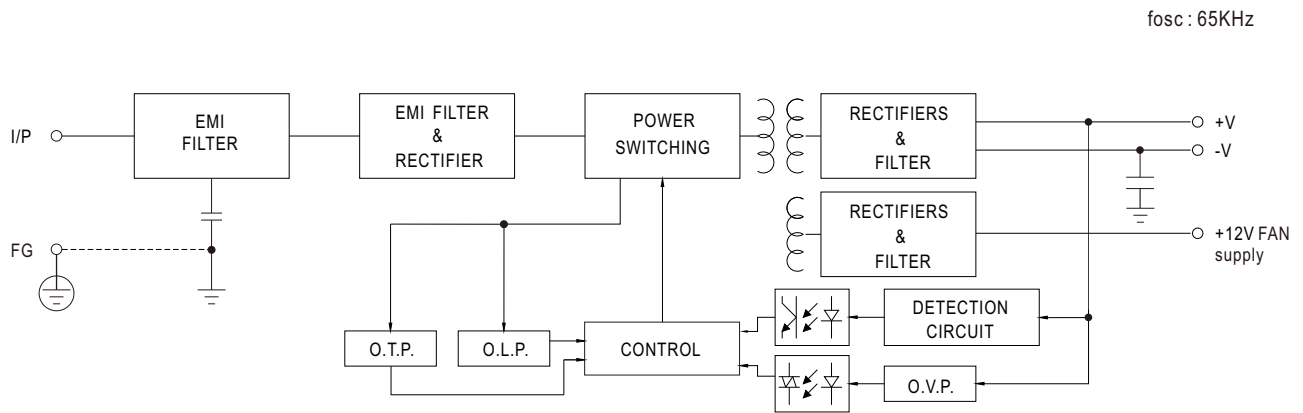 fosc : 65KHz
I/P
EMI
FILTER
EMI FILTER
&
RECTIFIER
POWER
SWITCHING
RECTIFIERS
&
FILTER
+V
-V
FG
RECTIFIERS
&
FILTER
+12V FAN
supply
O.T.P.
O.L.P.
CONTROL
DETECTION
CIRCUIT
O.V.P.